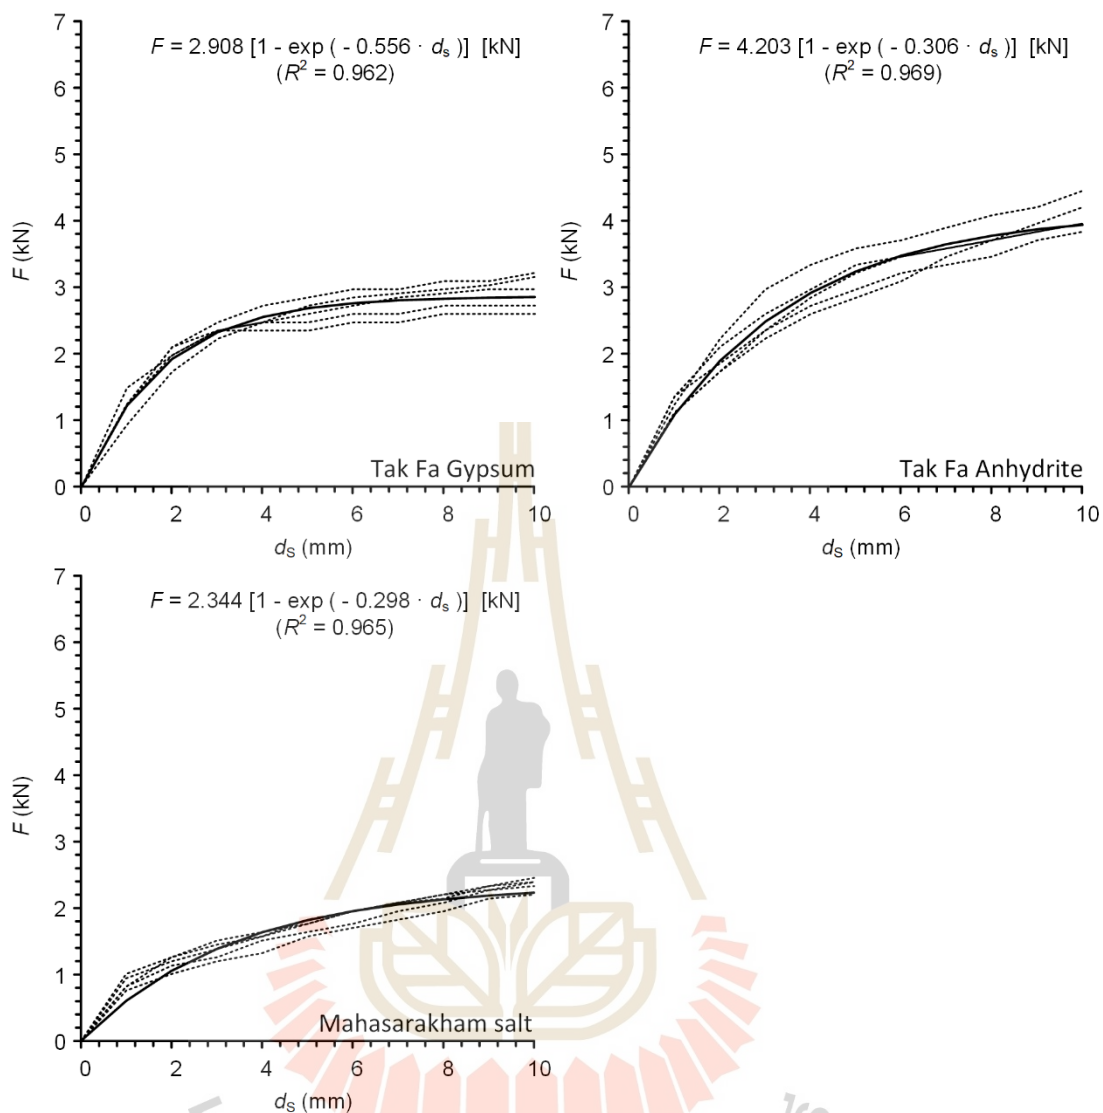 7
6
5
4
3
2
1
0
F (kN)
F = 2.908 [1 - exp ( - 0.556 · dₛ )] [kN]
(R² = 0.962)
Tak Fa Gypsum
0 2 4 6 8 10
dₛ (mm)
7
6
5
4
3
2
1
0
F (kN)
F = 4.203 [1 - exp ( - 0.306 · dₛ )] [kN]
(R² = 0.969)
Tak Fa Anhydrite
0 2 4 6 8 10
dₛ (mm)
7
6
5
4
3
2
1
0
F (kN)
F = 2.344 [1 - exp ( - 0.298 · dₛ )] [kN]
(R² = 0.965)
Mahasarakham salt
0 2 4 6 8 10
dₛ (mm)